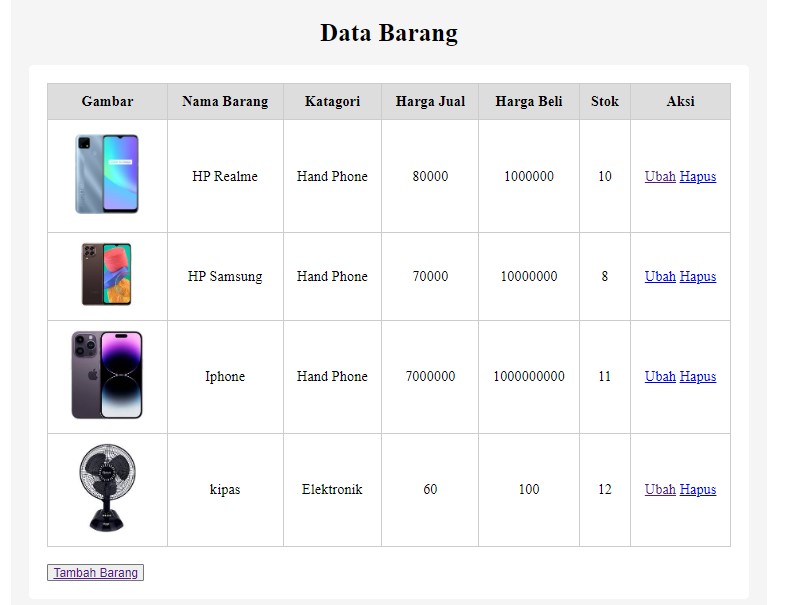 Data Barang
Gambar Nama Barang Katagori Harga Jual Harga Beli Stok Aksi
HP Realme Hand Phone 80000 1000000 10 Ubah Hapus
HP Samsung Hand Phone 70000 10000000 8 Ubah Hapus
Iphone Hand Phone 7000000 1000000000 11 Ubah Hapus
kipas Elektronik 60 100 12 Ubah Hapus
Tambah Barang